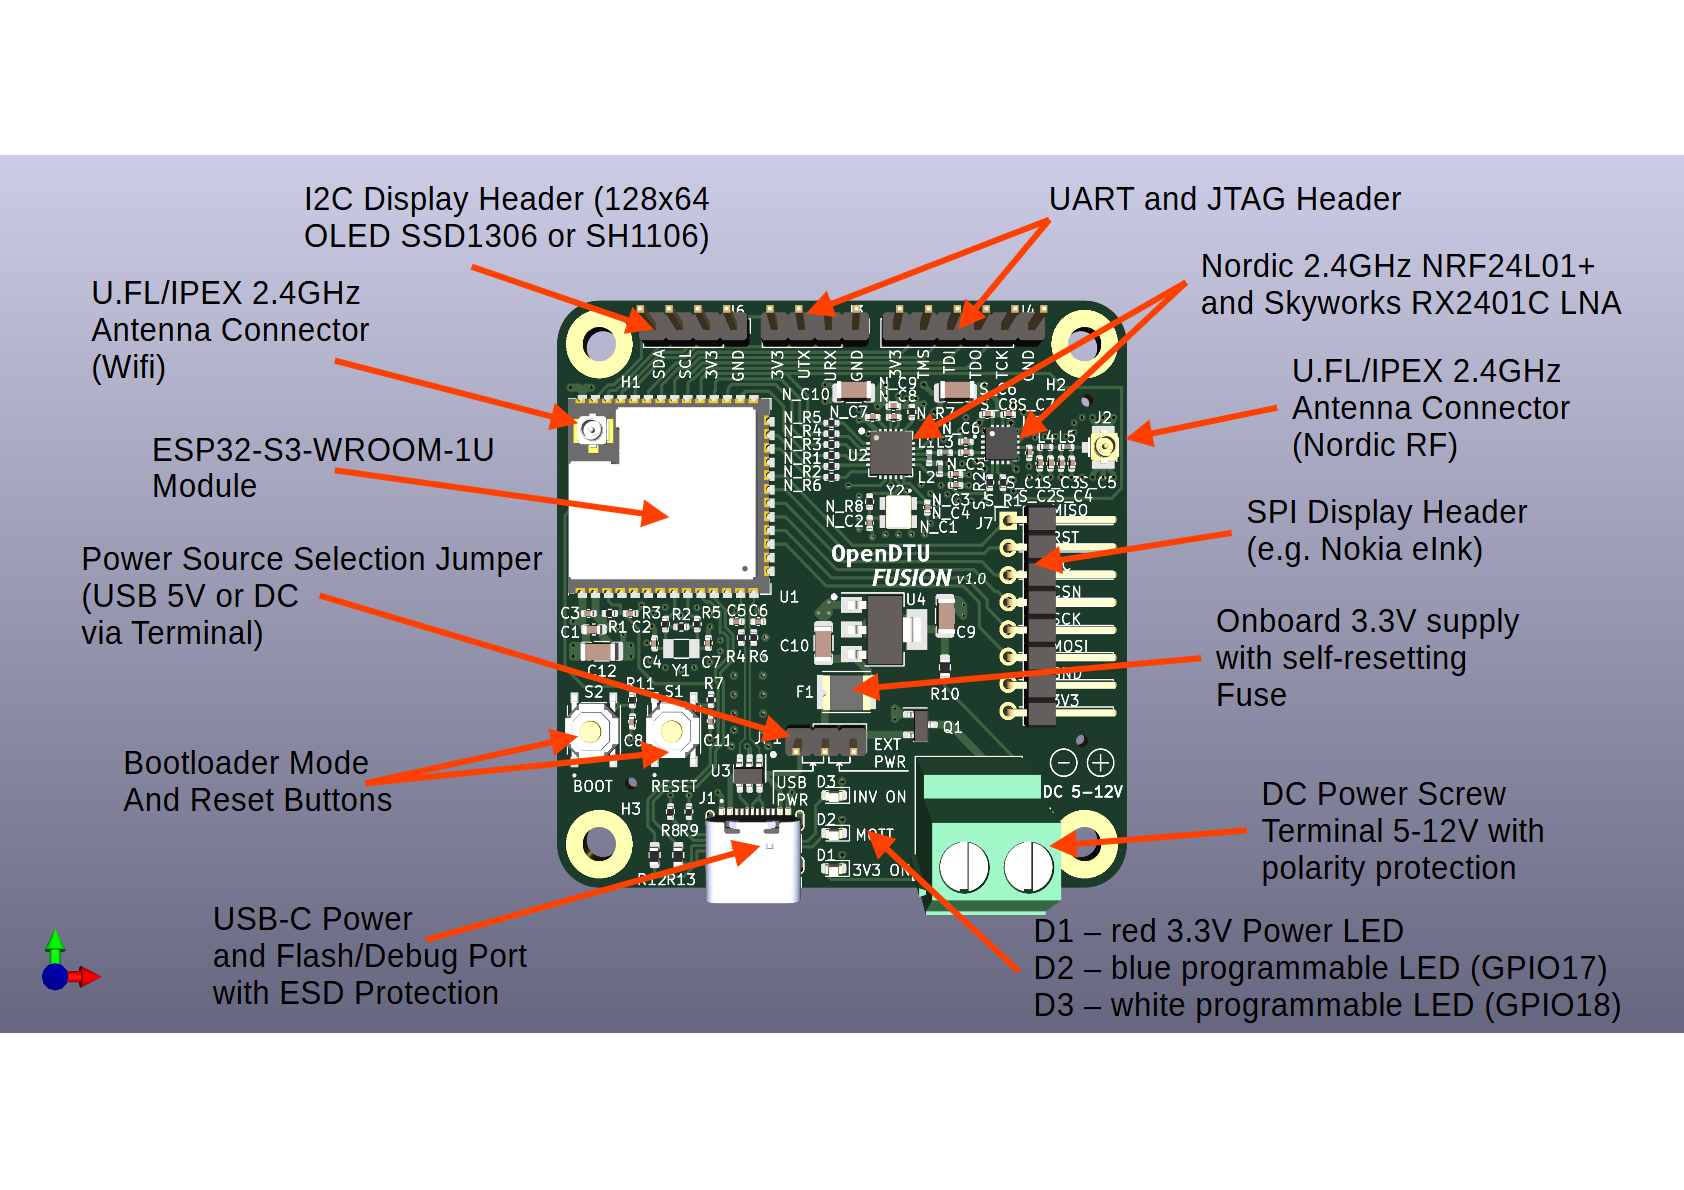 I2C Display Header (128x64
OLED SSD1306 or SH1106)
UART and JTAG Header
U.FL/IPEX 2.4GHz
Antenna Connector
(Wifi)
Nordic 2.4GHz NRF24L01+
and Skyworks RX2401C LNA
U.FL/IPEX 2.4GHz
Antenna Connector
(Nordic RF)
ESP32-S3-WROOM-1U
Module
SPI Display Header
(e.g. Nokia eInk)
Power Source Selection Jumper
(USB 5V or DC
via Terminal)
Onboard 3.3V supply
with self-resetting
Fuse
Bootloader Mode
And Reset Buttons
DC Power Screw
Terminal 5-12V with
polarity protection
USB-C Power
and Flash/Debug Port
with ESD Protection
D1 – red 3.3V Power LED
D2 – blue programmable LED (GPIO17)
D3 – white programmable LED (GPIO18)
SDA
SCL
3V3
GND
3V3
UTX
URX
GND
3V3
TMS
TDI
TDO
TCK
GND
H1
H2
N_C10
N_C9
N_C8
N_C7
S_C6
S_C8
S_C7
N_R5
N_R4
N_R3
N_R1
N_R2
N_R6
N_R7
N_C6
U2
L1
L3
L2
L4
L5
J2
S_C1
S_C3
S_C5
S_R1
S_C2
S_C4
Y2
N_R8
N_C2
N_C3
N_C4
N_C1
J7
MISO
RST
CSN
SCK
MOSI
GND
3V3
OpenDTU
FUSION v1.0
U1
U4
C3
R1
C1
C2
R3
R2
R5
C5
C6
C12
C4
Y1
C7
R4
R6
C10
C9
R10
F1
Q1
S2
R11
S1
R7
C8
C11
BOOT
RESET
U3
J1
H3
R8
R9
R12
R13
EXT
PWR
USB
PWR
D3
INV ON
D2
D1
3V3 ON
DC 5-12V